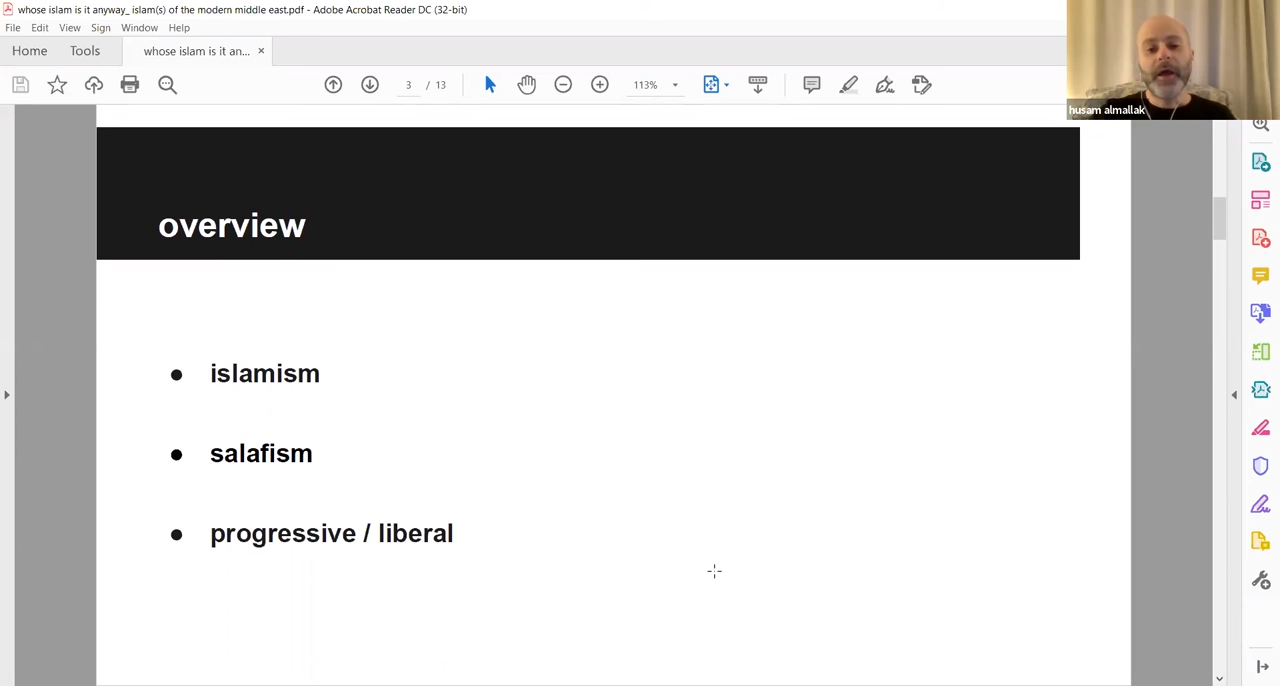 whose islam is it anyway_ islam(s) of the modern middle east.pdf - Adobe Acrobat Reader DC (32-bit)
File Edit View Sign Window Help
Home Tools whose islam is it an... ×
3 / 13 113%
husam almallak
overview
● islamism
● salafism
● progressive / liberal